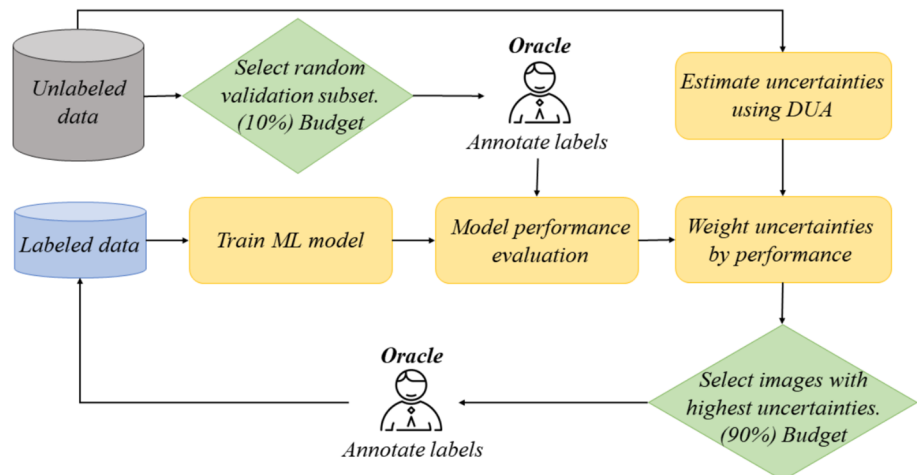 Unlabeled
data
Select random
validation subset.
(10%) Budget
Oracle
Annotate labels
Estimate uncertainties
using DUA
Labeled data
Train ML model
Model performance
evaluation
Weight uncertainties
by performance
Oracle
Annotate labels
Select images with
highest uncertainties.
(90%) Budget